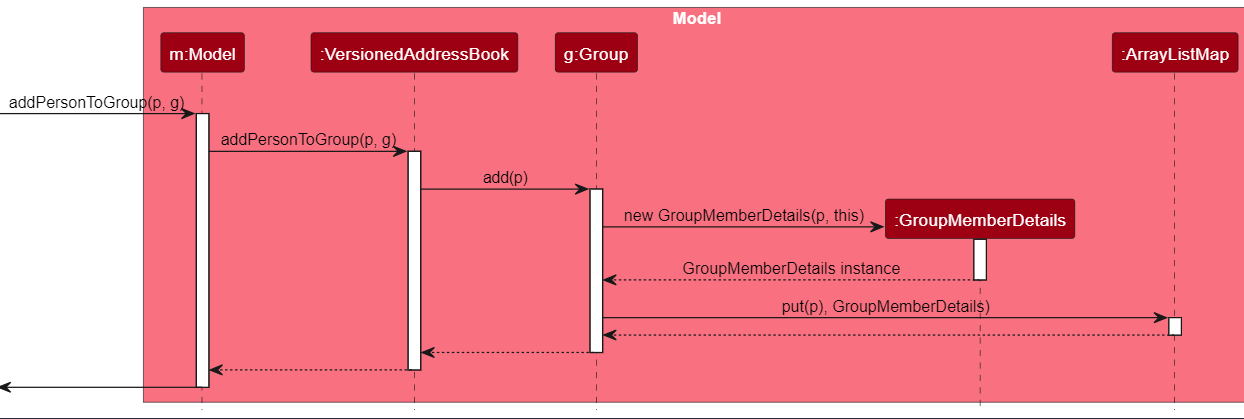 Model
m:Model
:VersionedAddressBook
g:Group
:ArrayListMap
addPersonToGroup(p, g)
addPersonToGroup(p, g)
add(p)
new GroupMemberDetails(p, this)
:GroupMemberDetails
GroupMemberDetails instance
put(p), GroupMemberDetails)